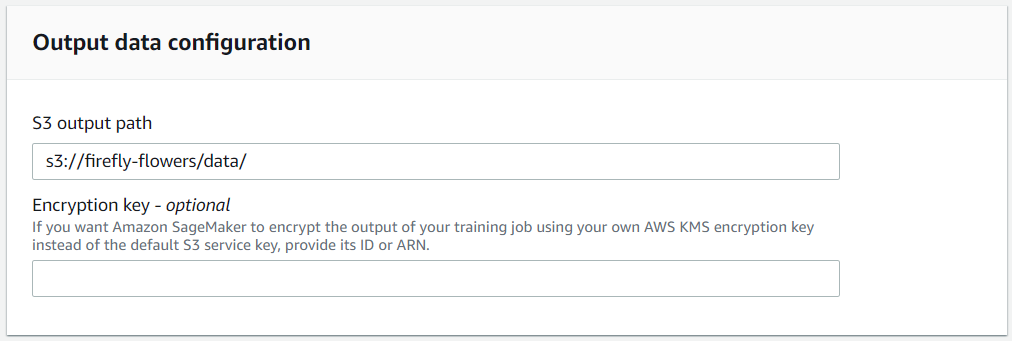 Output data configuration
S3 output path
s3://firefly-flowers/data/
Encryption key - optional
If you want Amazon SageMaker to encrypt the output of your training job using your own AWS KMS encryption key
instead of the default S3 service key, provide its ID or ARN.